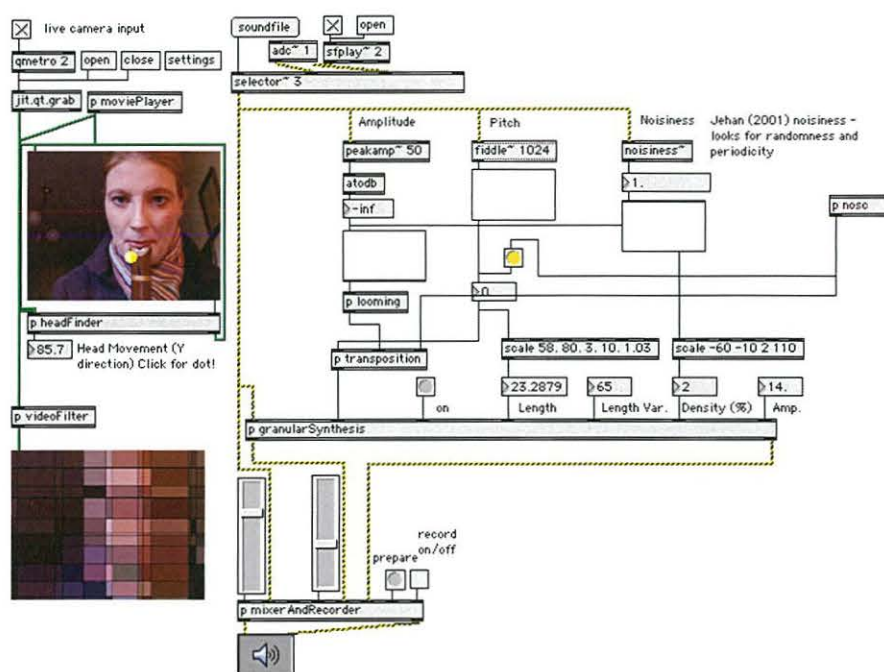 live camera input
qmetro 2
open
close
settings
jit.qt.grab
p moviePlayer
p headFinder
85.7
Head Movement (Y
direction) Click for dot!
p videoFilter
soundfile
open
adc~ 1
sfplay~ 2
selector~ 3
Amplitude
Pitch
Noisiness
Jehan (2001) noisiness -
looks for randomness and
periodicity
peakamp~ 50
fiddle~ 1024
noisiness~
atodb
1.
-inf
p nosc
0
p looming
p transposition
scale 58. 80. 3. 10. 1.03
scale -60 -10 2 110
23.2879
65
2
14.
on
Length
Length Var.
Density (%)
Amp.
p granularSynthesis
record
on/off
prepare
p mixerAndRecorder